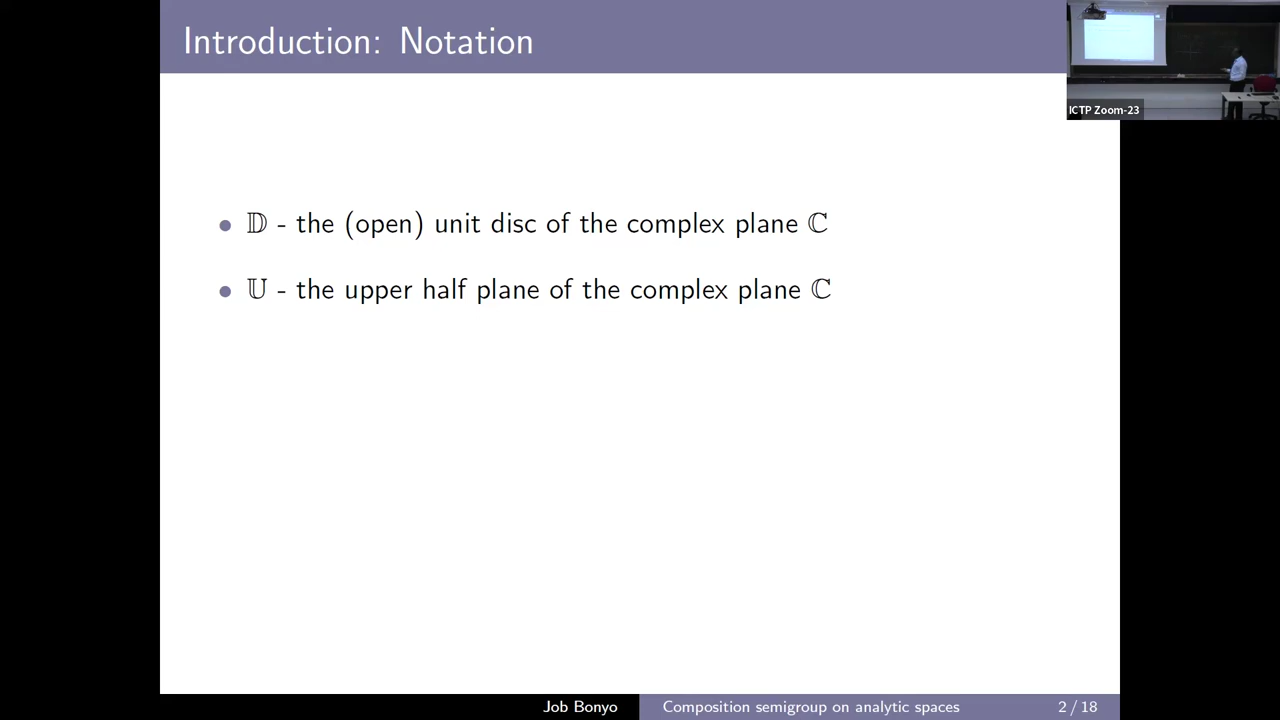 Introduction: Notation
ICTP Zoom-23
• 𝔻 - the (open) unit disc of the complex plane ℂ
• 𝕌 - the upper half plane of the complex plane ℂ
Job Bonyo Composition semigroup on analytic spaces 2 / 18